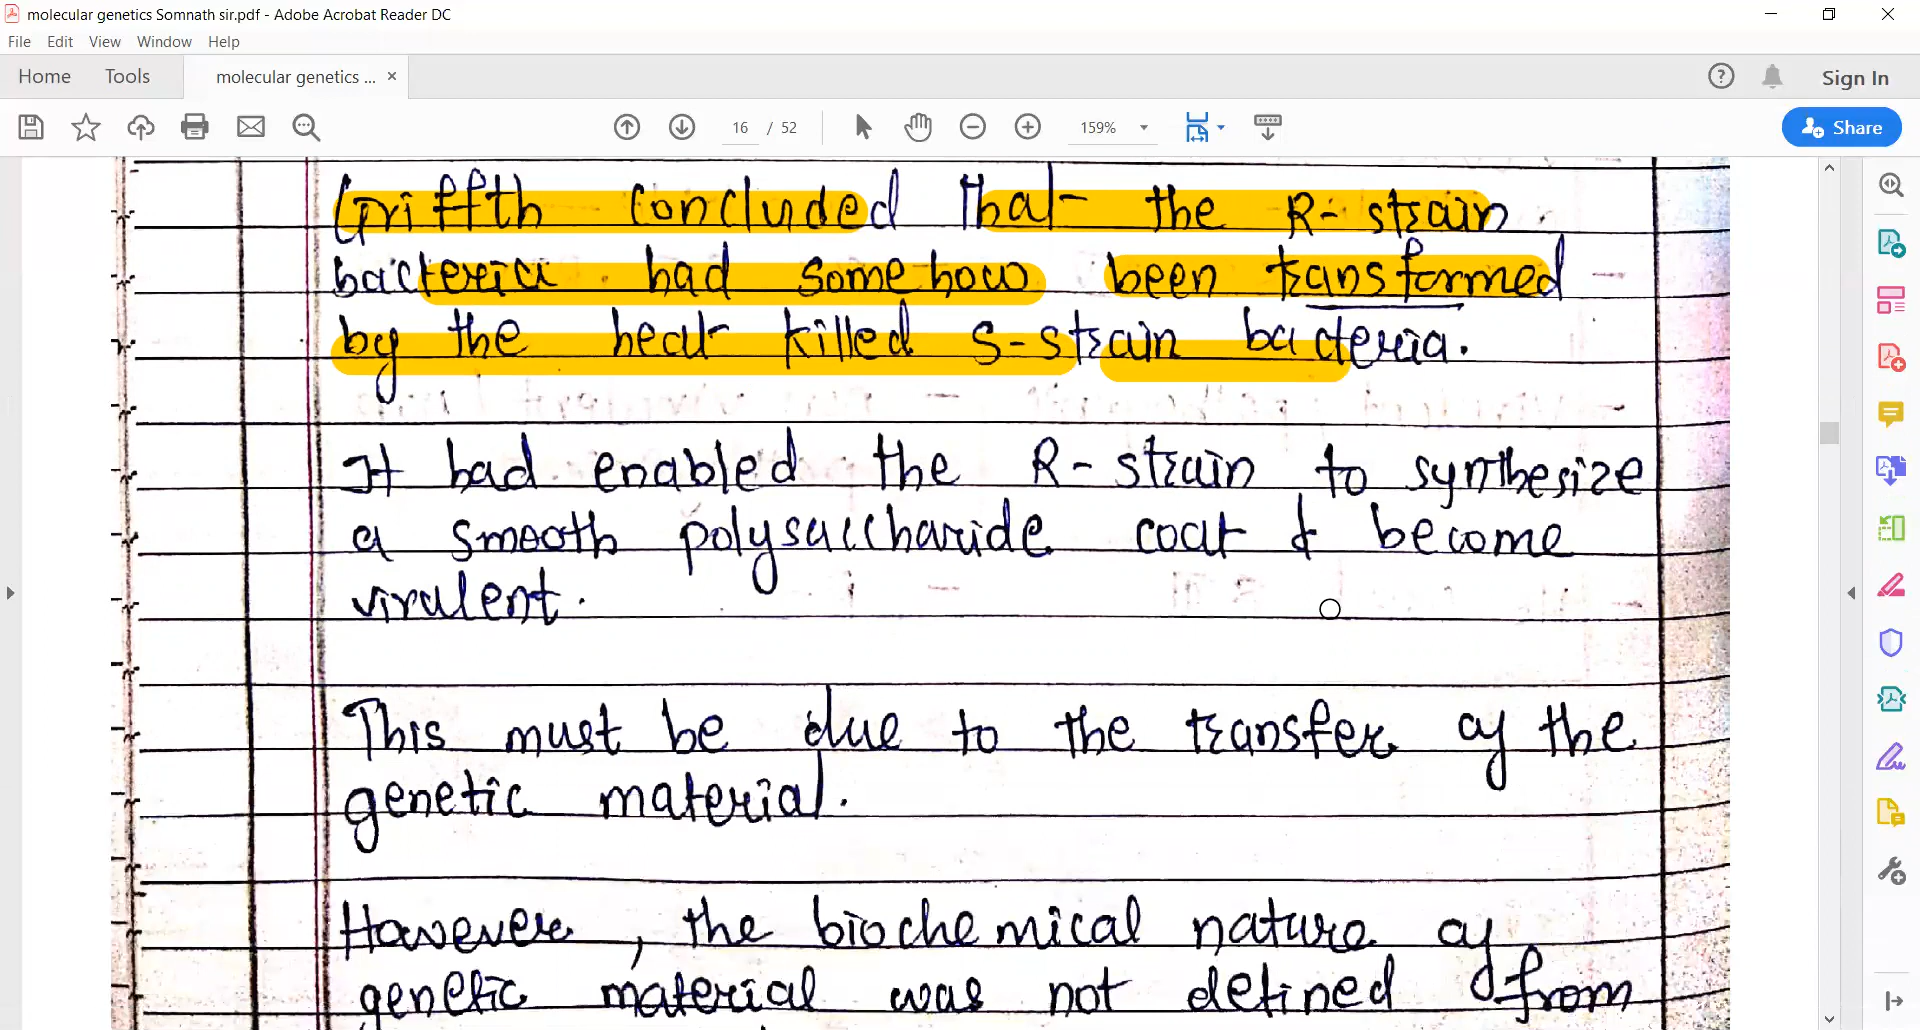 molecular genetics Somnath sir.pdf - Adobe Acrobat Reader DC
File Edit View Window Help
Home Tools molecular genetics ... ×
Sign In
16 / 52 159%
Share
Griffth concluded that the R-strain
bacteria had somehow been transformed
by the heat killed S-strain bacteria.
It had enabled the R-strain to synthesize
a smooth polysaccharide coat & become
virulent.
This must be due to the transfer of the
genetic material.
However, the biochemical nature of
genetic material was not defined from